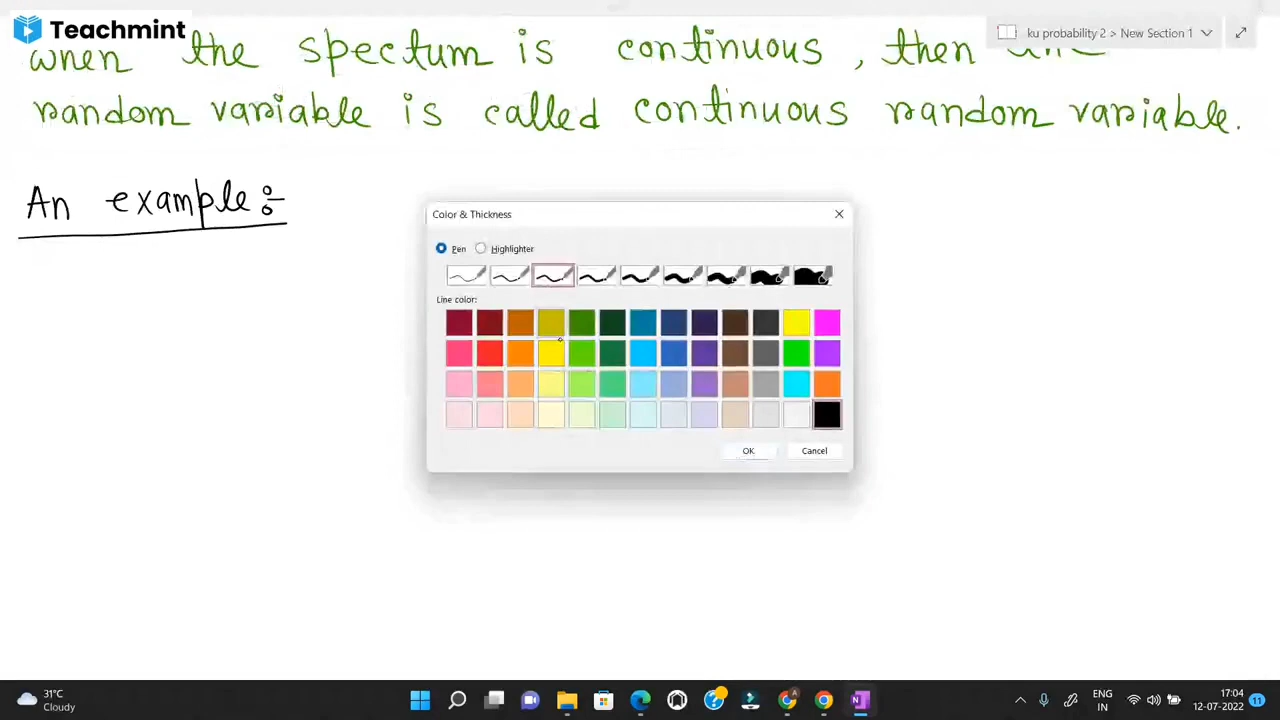 Teachmint
ku probability 2 > New Section 1
when the spectum is continuous, then
random variable is called continuous random variable.
An example:-
Color & Thickness
Pen Highlighter
Line color:
OK Cancel
31°C
Cloudy
ENG
IN
17:04
12-07-2022
11